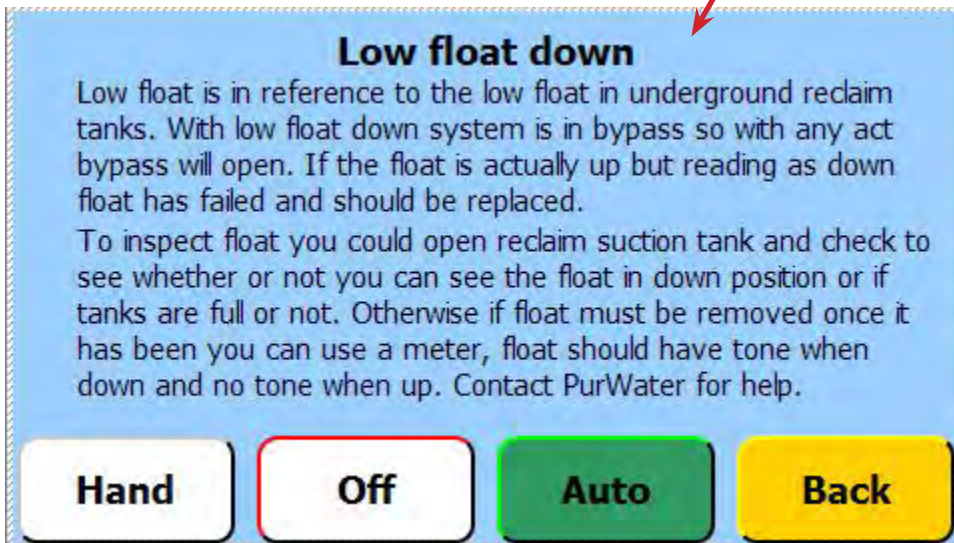 Low float down
Low float is in reference to the low float in underground reclaim
tanks. With low float down system is in bypass so with any act
bypass will open. If the float is actually up but reading as down
float has failed and should be replaced.
To inspect float you could open reclaim suction tank and check to
see whether or not you can see the float in down position or if
tanks are full or not. Otherwise if float must be removed once it
has been you can use a meter, float should have tone when
down and no tone when up. Contact PurWater for help.
Hand Off Auto Back